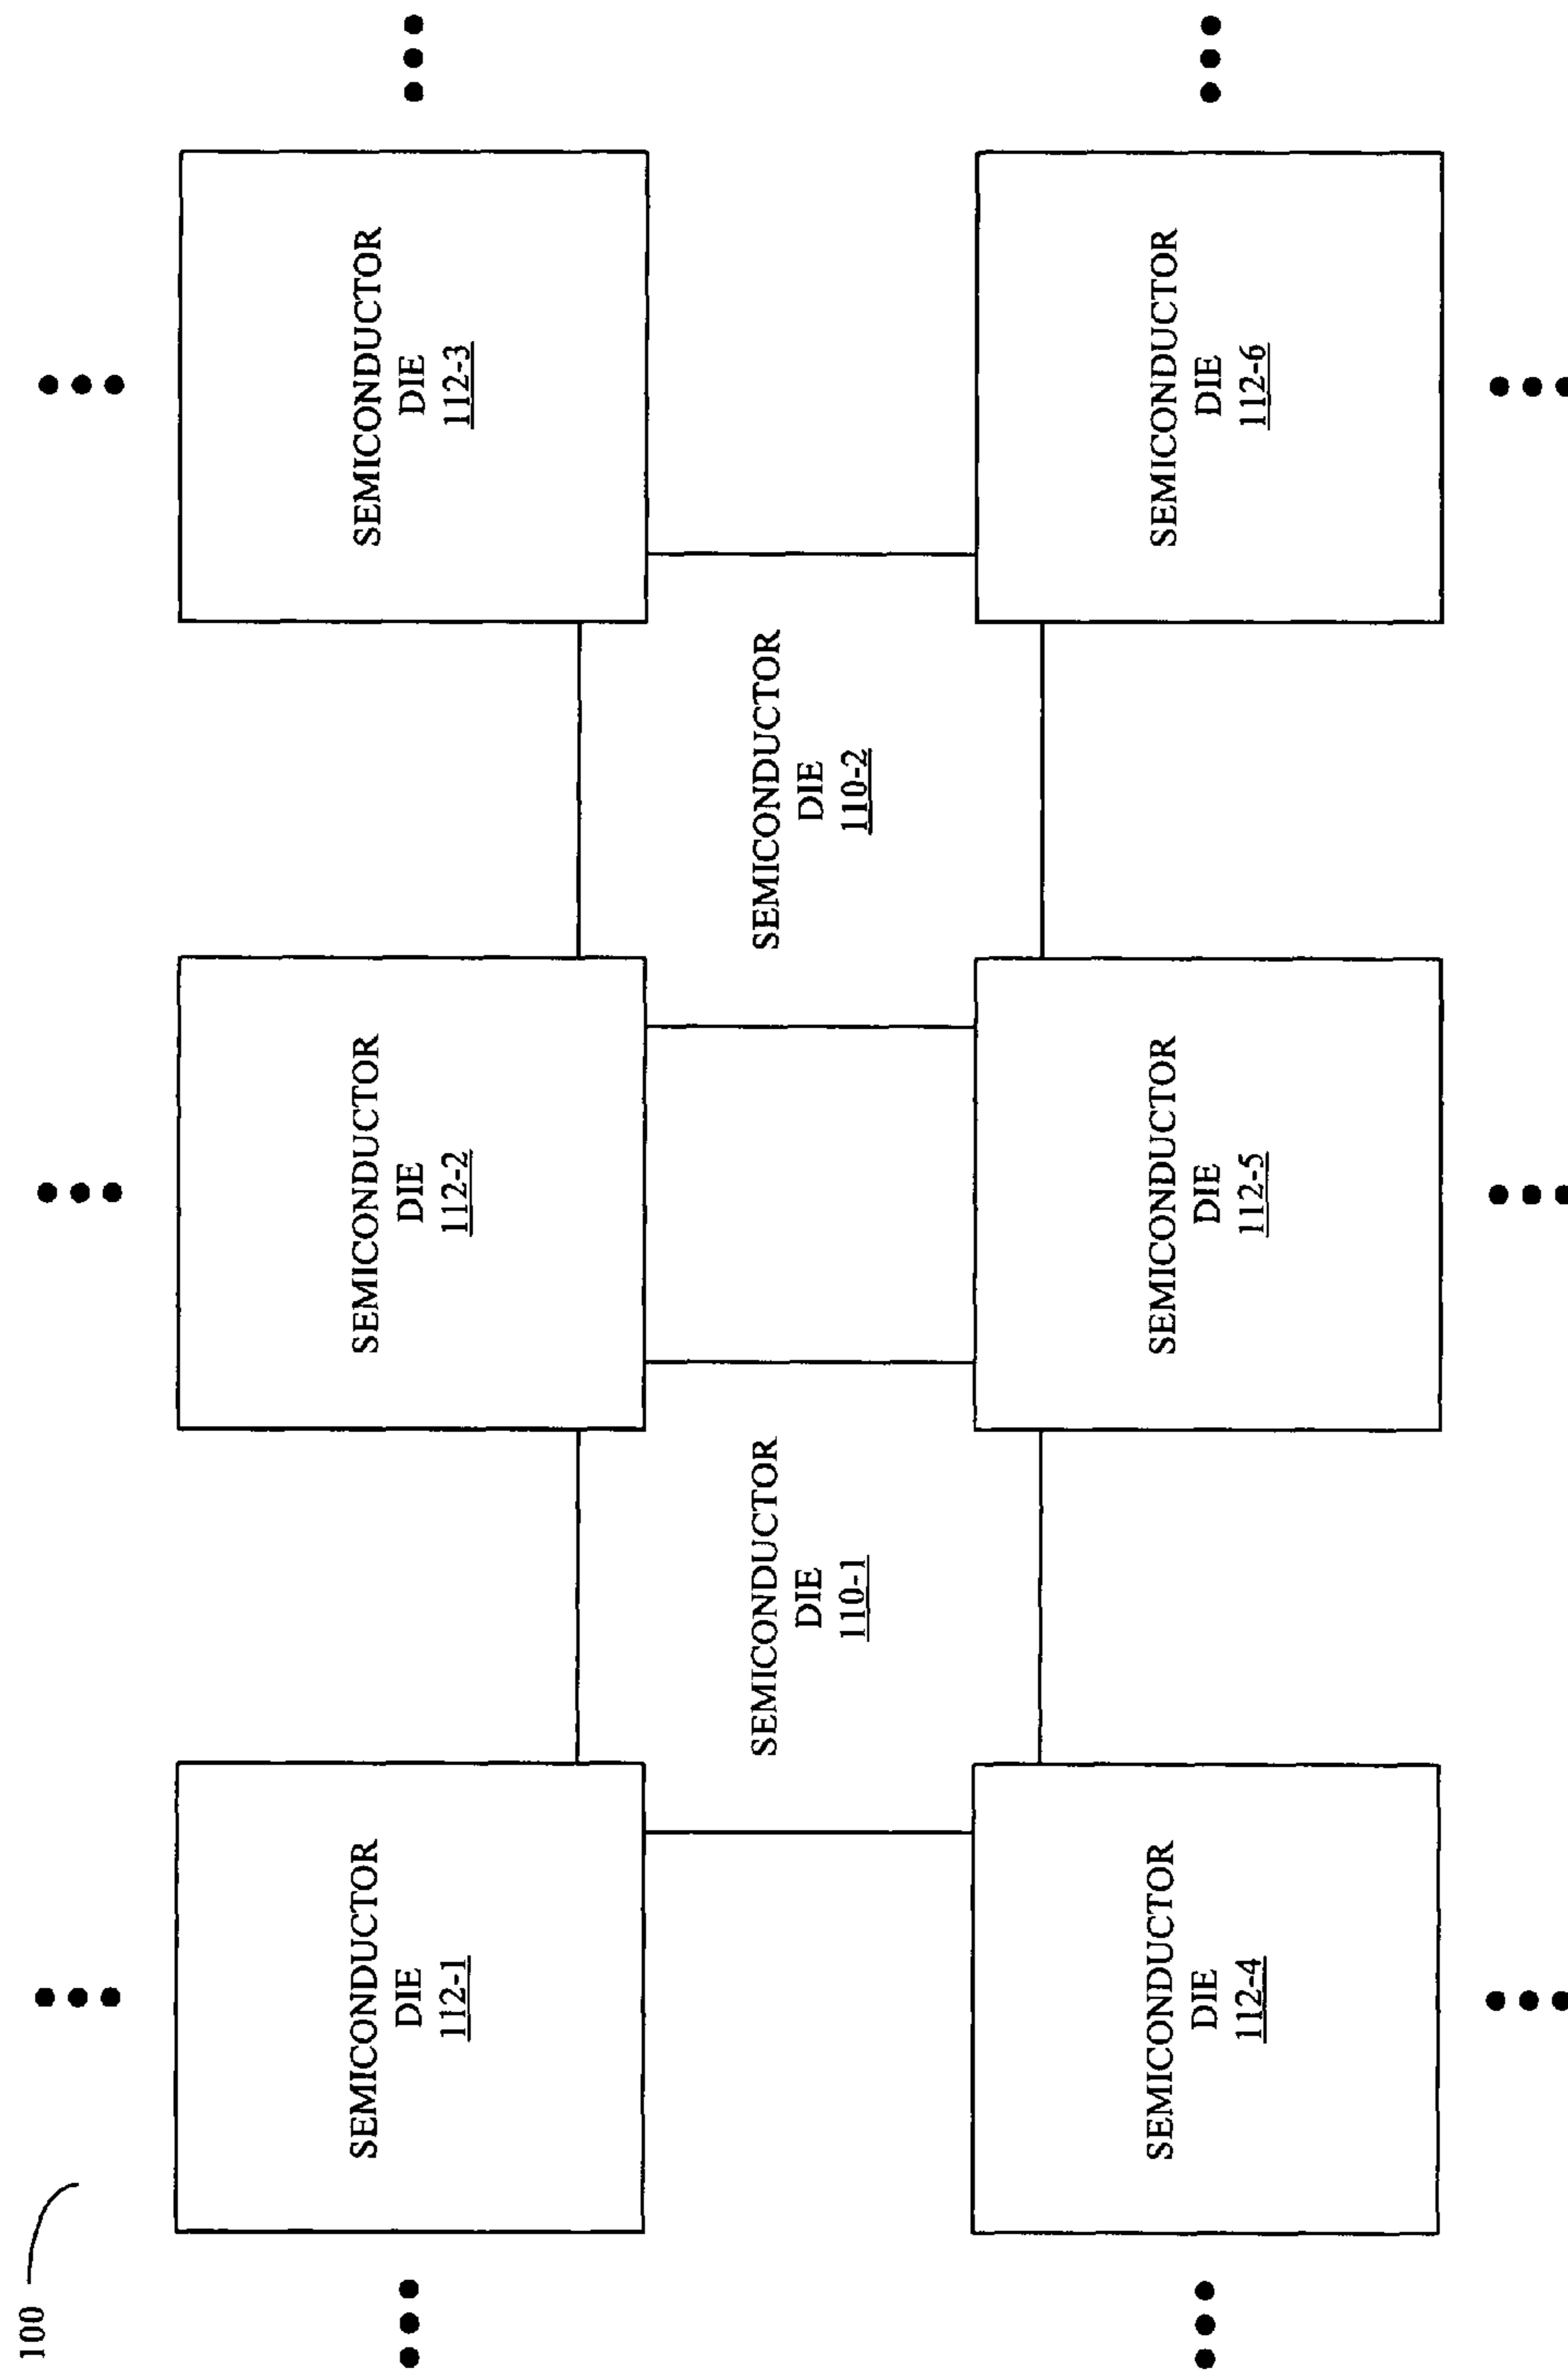 100
SEMICONDUCTOR
DIE
112-1
SEMICONDUCTOR
DIE
112-2
SEMICONDUCTOR
DIE
112-3
SEMICONDUCTOR
DIE
110-1
SEMICONDUCTOR
DIE
110-2
SEMICONDUCTOR
DIE
112-4
SEMICONDUCTOR
DIE
112-5
SEMICONDUCTOR
DIE
112-6